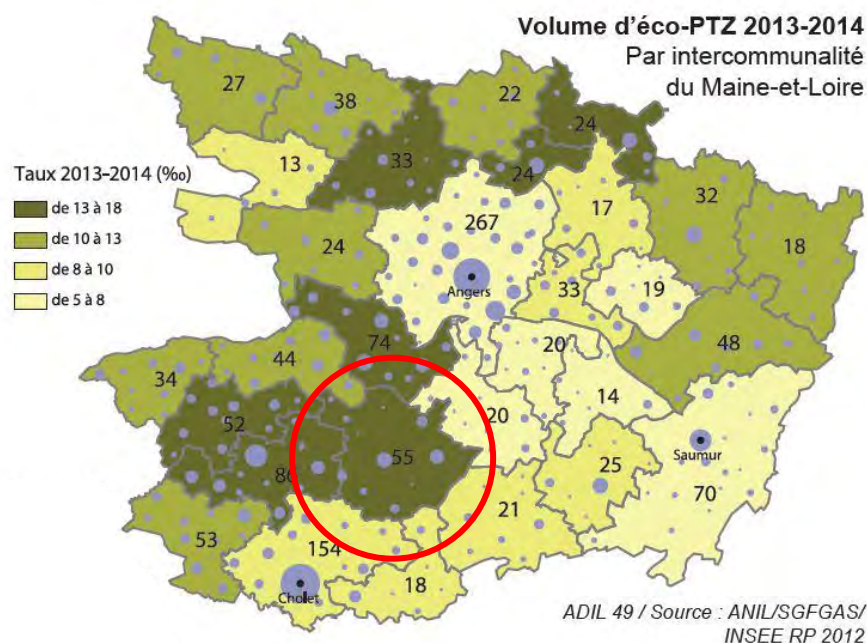 Volume d'éco-PTZ 2013-2014
Par intercommunalité
du Maine-et-Loire
27
38
22
24
33
24
13
Taux 2013-2014 (‰)
de 13 à 18
de 10 à 13
de 8 à 10
de 5 à 8
267
17
32
18
24
Angers
33
19
74
20
48
44
34
14
20
52
55
Saumur
86
25
70
21
53
154
18
Cholet
ADIL 49 / Source : ANIL/SGFGAS/
INSEE RP 2012